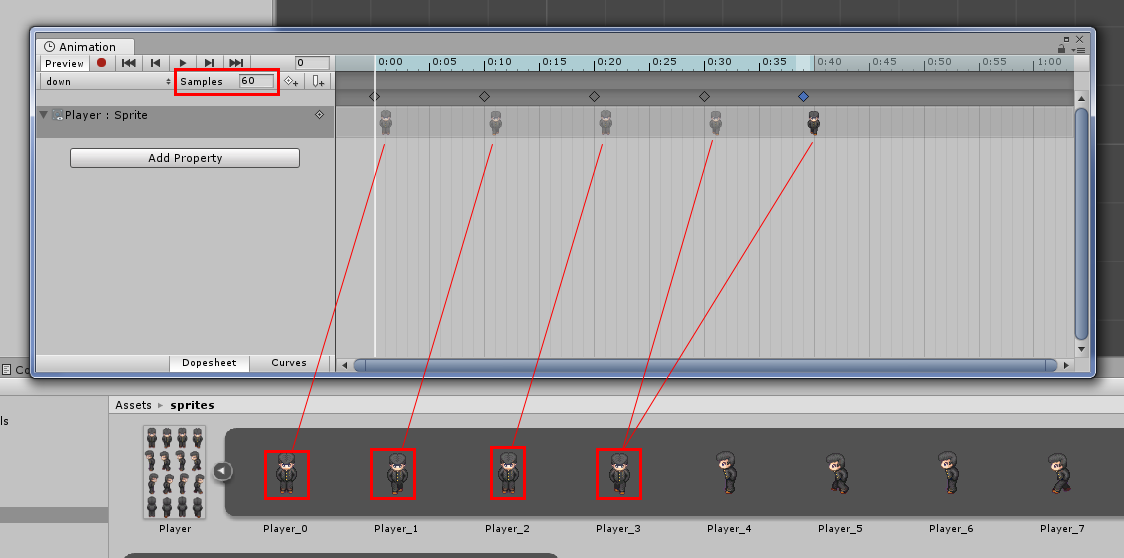 Animation
Preview
0
0:00 0:05 0:10 0:15 0:20 0:25 0:30 0:35 0:40 0:45 0:50 0:55 1:00
down
Samples 60
Player : Sprite
Add Property
Dopesheet
Curves
Co
Assets ▸ sprites
ls
Player
Player_0
Player_1
Player_2
Player_3
Player_4
Player_5
Player_6
Player_7